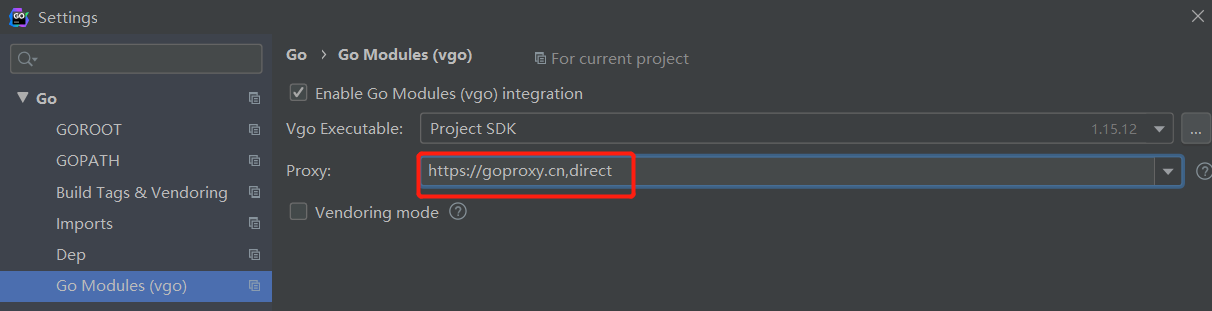 GO
Settings
Go
GOROOT
GOPATH
Build Tags & Vendoring
Imports
Dep
Go Modules (vgo)
Go › Go Modules (vgo) For current project
Enable Go Modules (vgo) integration
Vgo Executable: Project SDK 1.15.12 ...
Proxy: https://goproxy.cn,direct ?
Vendoring mode ?